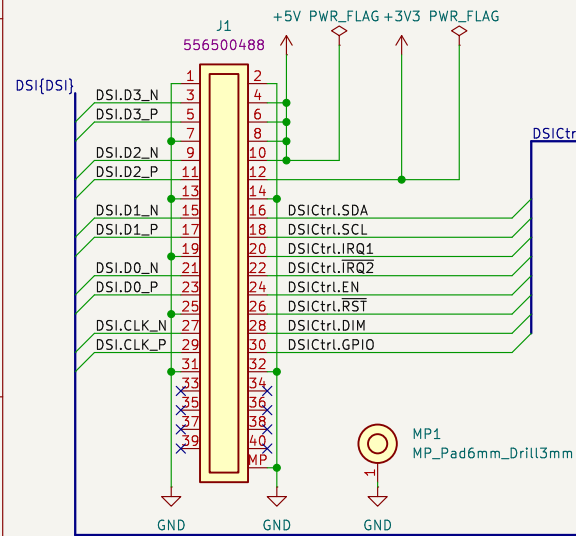 J1
556500488
+5V PWR_FLAG +3V3 PWR_FLAG
DSI{DSI}
DSICtr
1 2
DSI.D3_N 3 4
DSI.D3_P 5 6
7 8
DSI.D2_N 9 10
DSI.D2_P 11 12
13 14
DSI.D1_N 15 16 DSICtrl.SDA
DSI.D1_P 17 18 DSICtrl.SCL
19 20 DSICtrl.IRQ1
DSI.D0_N 21 22 DSICtrl.IRQ2
DSI.D0_P 23 24 DSICtrl.EN
25 26 DSICtrl.RST
DSI.CLK_N 27 28 DSICtrl.DIM
DSI.CLK_P 29 30 DSICtrl.GPIO
31 32
33 34
35 36
37 38
39 40
MP
MP1
MP_Pad6mm_Drill3mm
1
GND GND GND